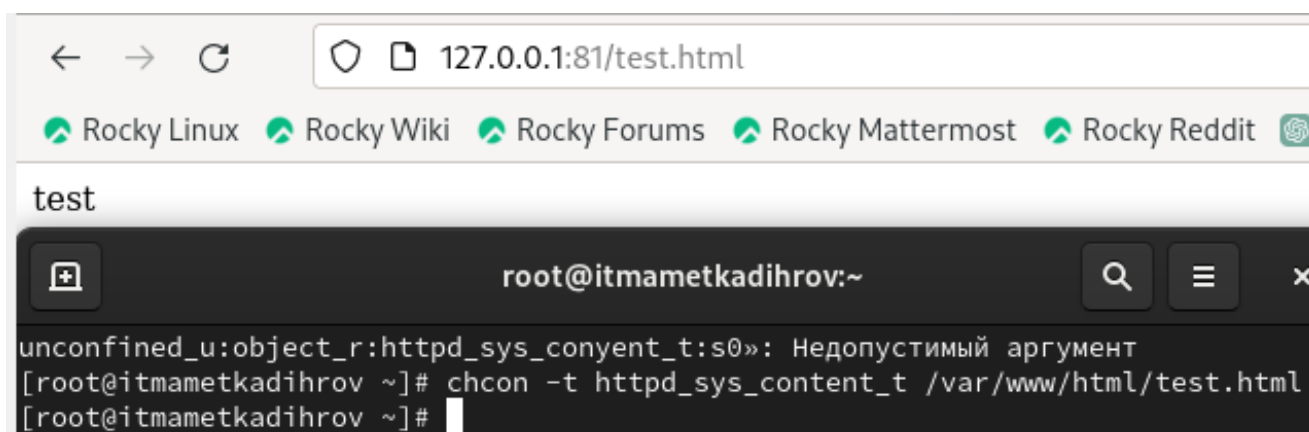 127.0.0.1:81/test.html
Rocky Linux Rocky Wiki Rocky Forums Rocky Mattermost Rocky Reddit
test
root@itmametkadihrov:~
unconfined_u:object_r:httpd_sys_conyent_t:s0»: Недопустимый аргумент
[root@itmametkadihrov ~]# chcon -t httpd_sys_content_t /var/www/html/test.html
[root@itmametkadihrov ~]#